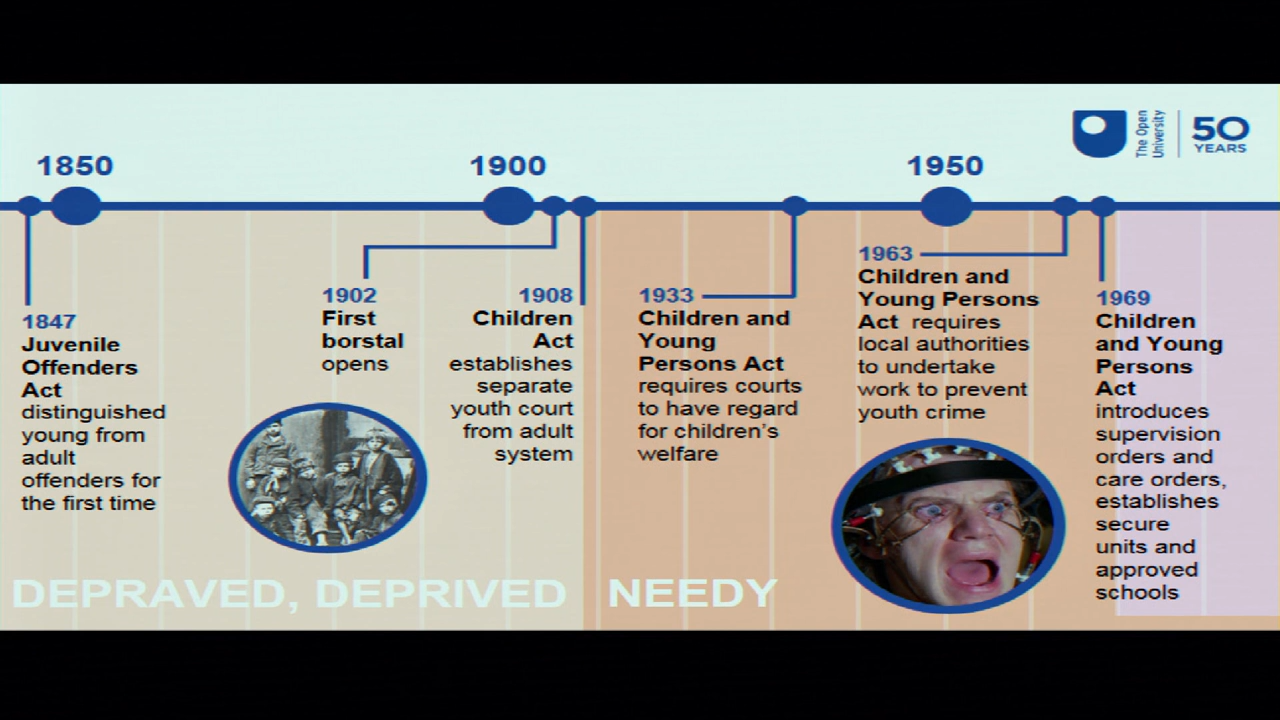 1850
1900
1950
The Open
University
50
YEARS
1847
Juvenile
Offenders
Act
distinguished
young from
adult
offenders for
the first time
1902
First
borstal
opens
1908
Children
Act
establishes
separate
youth court
from adult
system
1933
Children and
Young
Persons Act
requires courts
to have regard
for children's
welfare
1963
Children and
Young Persons
Act requires
local authorities
to undertake
work to prevent
youth crime
1969
Children
and Young
Persons
Act
introduces
supervision
orders and
care orders,
establishes
secure
units and
approved
schools
DEPRAVED, DEPRIVED
NEEDY